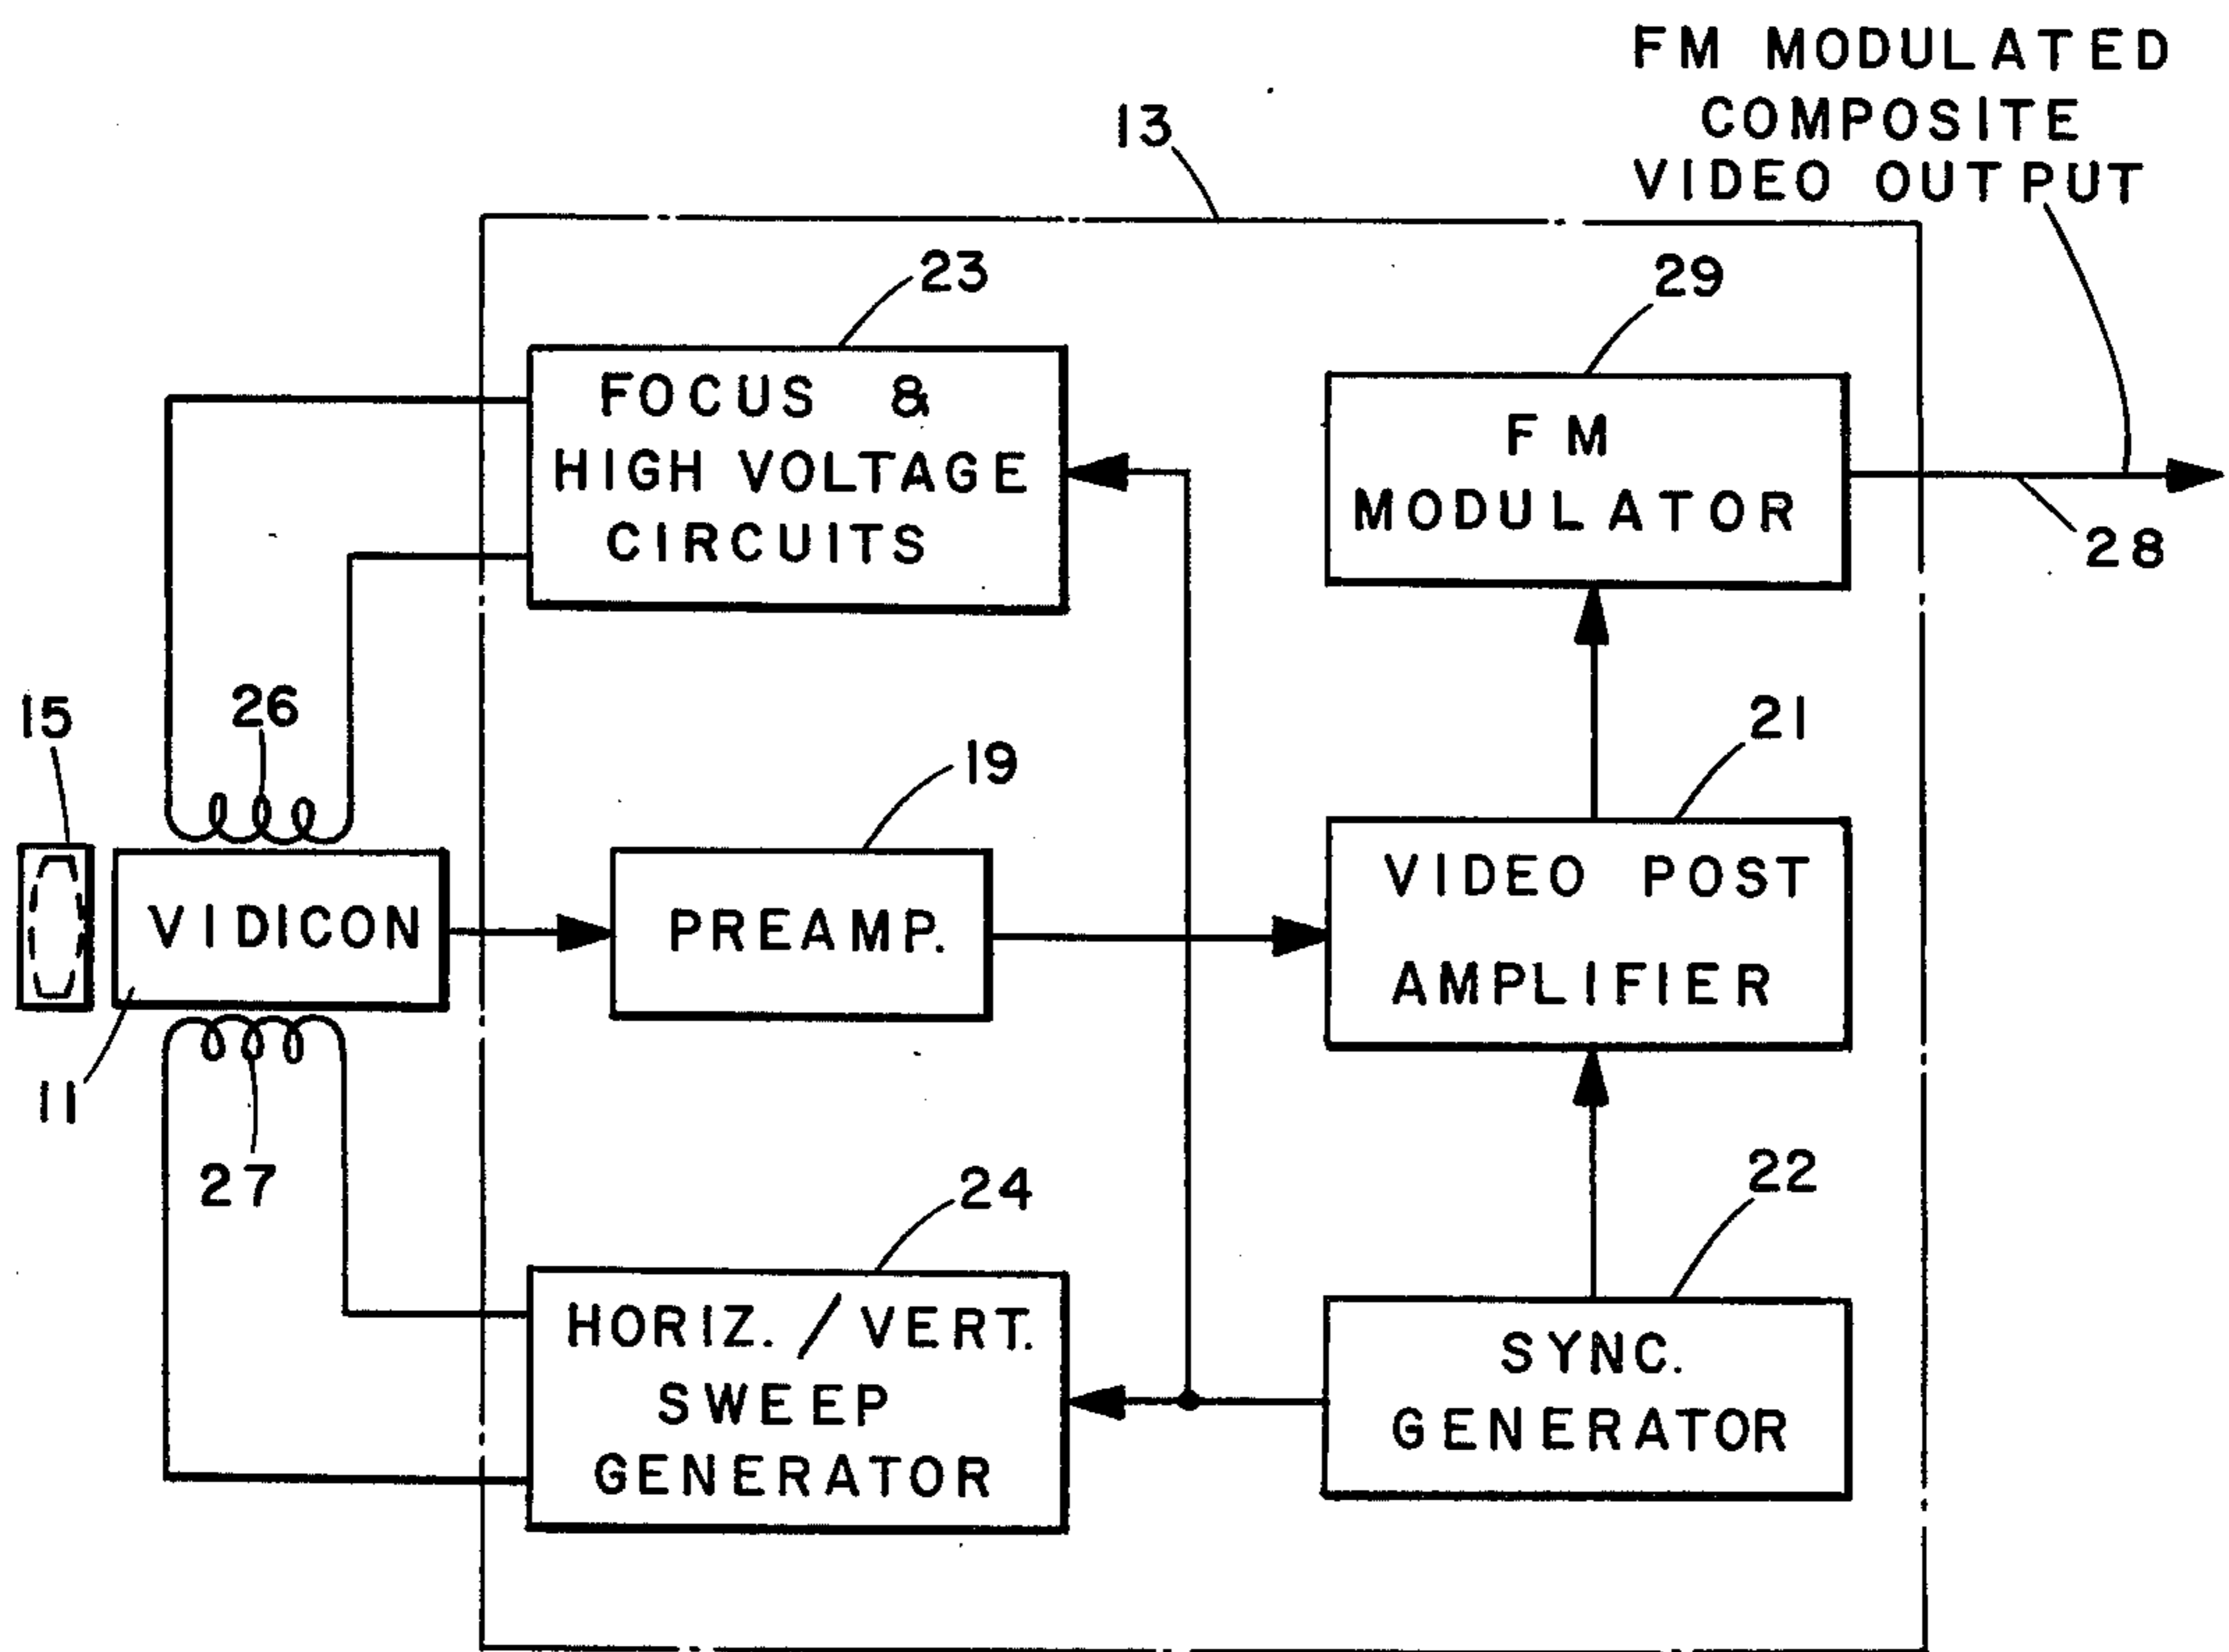 FM MODULATED
COMPOSITE
VIDEO OUTPUT
13
23
29
FOCUS &
HIGH VOLTAGE
CIRCUITS
FM
MODULATOR
28
15
26
19
21
VIDICON
PREAMP.
VIDEO POST
AMPLIFIER
11
27
24
22
HORIZ./VERT.
SWEEP
GENERATOR
SYNC.
GENERATOR